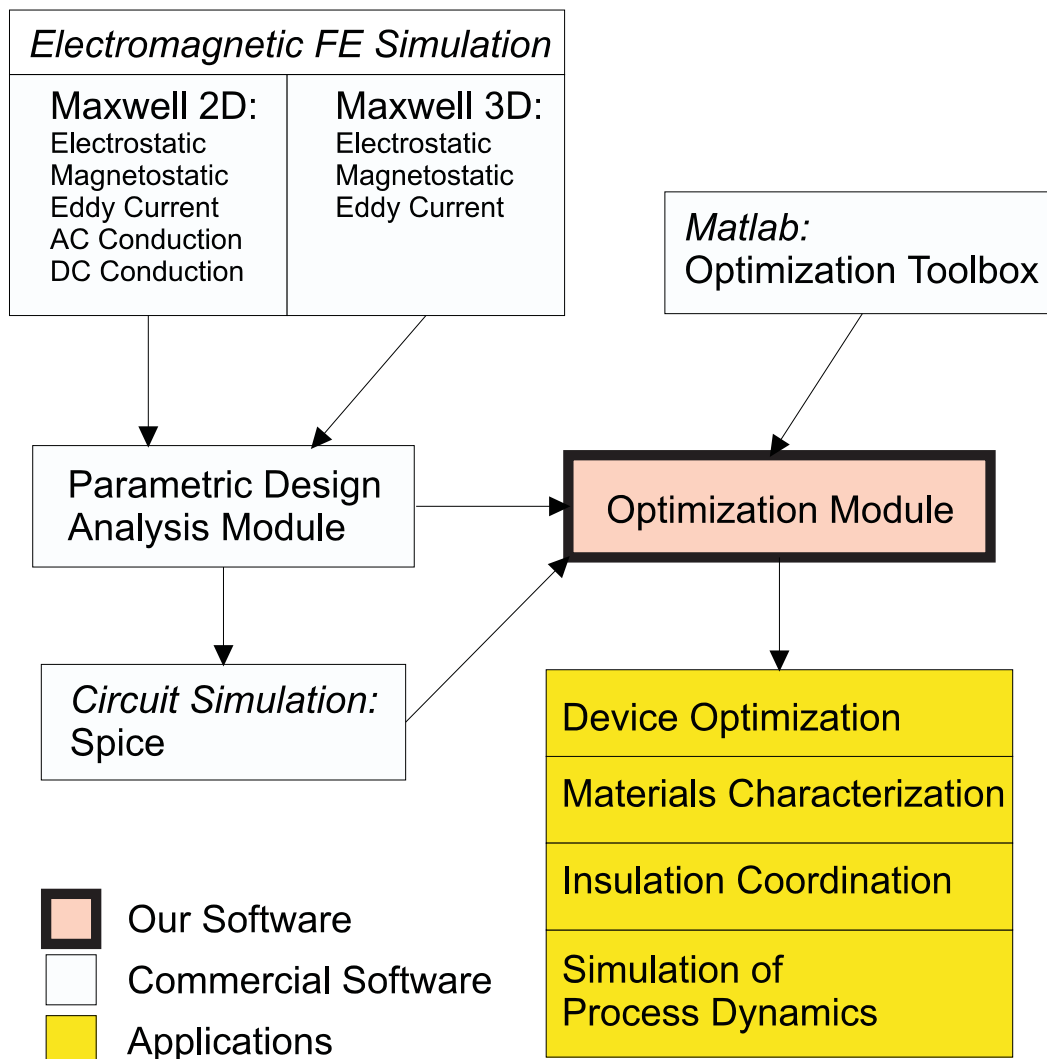 Electromagnetic FE Simulation
Maxwell 2D:
Electrostatic
Magnetostatic
Eddy Current
AC Conduction
DC Conduction
Maxwell 3D:
Electrostatic
Magnetostatic
Eddy Current
Matlab:
Optimization Toolbox
Parametric Design
Analysis Module
Optimization Module
Circuit Simulation:
Spice
Device Optimization
Materials Characterization
Insulation Coordination
Simulation of
Process Dynamics
Our Software
Commercial Software
Applications